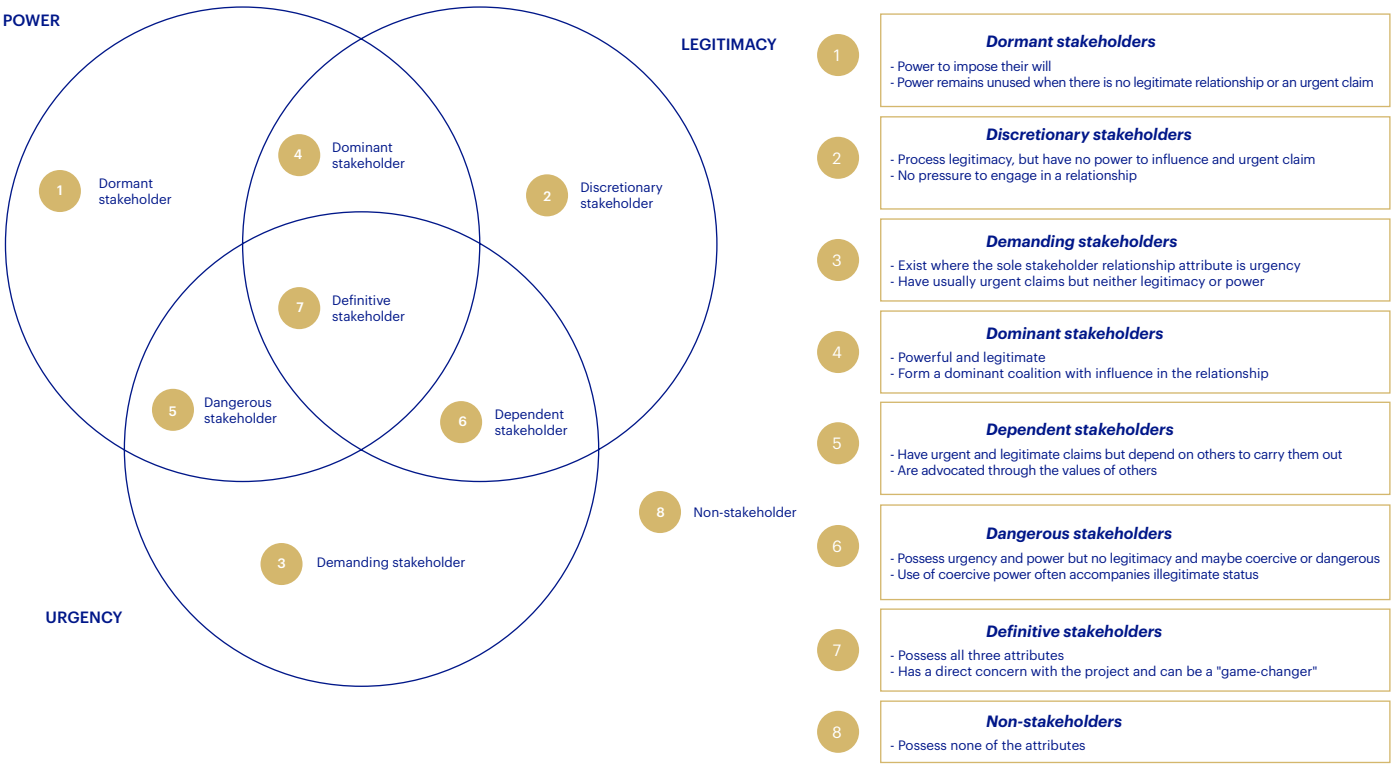 POWER
LEGITIMACY
4
Dominant
stakeholder
1
Dormant
stakeholder
2
Discretionary
stakeholder
7
Definitive
stakeholder
5
Dangerous
stakeholder
6
Dependent
stakeholder
8
Non-stakeholder
3
Demanding stakeholder
URGENCY
1
Dormant stakeholders
- Power to impose their will
- Power remains unused when there is no legitimate relationship or an urgent claim
2
Discretionary stakeholders
- Process legitimacy, but have no power to influence and urgent claim
- No pressure to engage in a relationship
3
Demanding stakeholders
- Exist where the sole stakeholder relationship attribute is urgency
- Have usually urgent claims but neither legitimacy or power
4
Dominant stakeholders
- Powerful and legitimate
- Form a dominant coalition with influence in the relationship
5
Dependent stakeholders
- Have urgent and legitimate claims but depend on others to carry them out
- Are advocated through the values of others
6
Dangerous stakeholders
- Possess urgency and power but no legitimacy and maybe coercive or dangerous
- Use of coercive power often accompanies illegitimate status
7
Definitive stakeholders
- Possess all three attributes
- Has a direct concern with the project and can be a "game-changer"
8
Non-stakeholders
- Possess none of the attributes